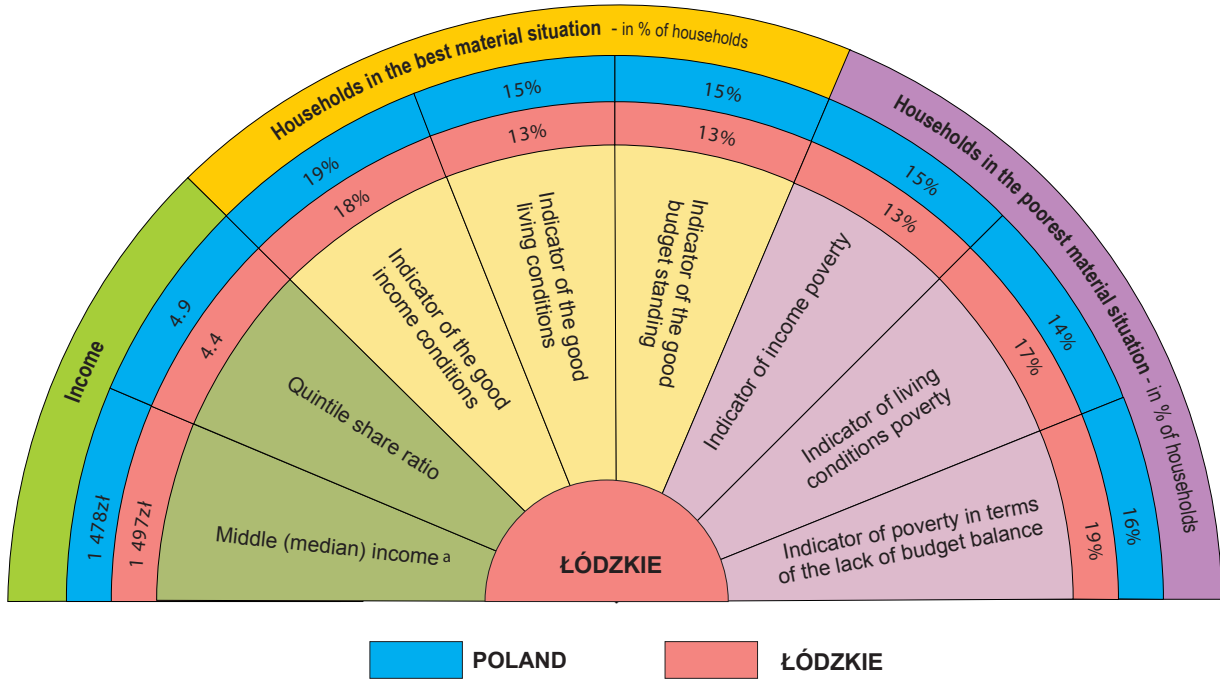 Income
Households in the best material situation - in % of households
Households in the poorest material situation - in % of households
1 478zł
4.9
19%
15%
15%
15%
14%
16%
1 497zł
4.4
18%
13%
13%
13%
17%
19%
Middle (median) income a
Quintile share ratio
Indicator of the good
income conditions
Indicator of the good
living conditions
Indicator of the good
budget standing
Indicator of income poverty
Indicator of living
conditions poverty
Indicator of poverty in terms
of the lack of budget balance
ŁÓDZKIE
POLAND
ŁÓDZKIE